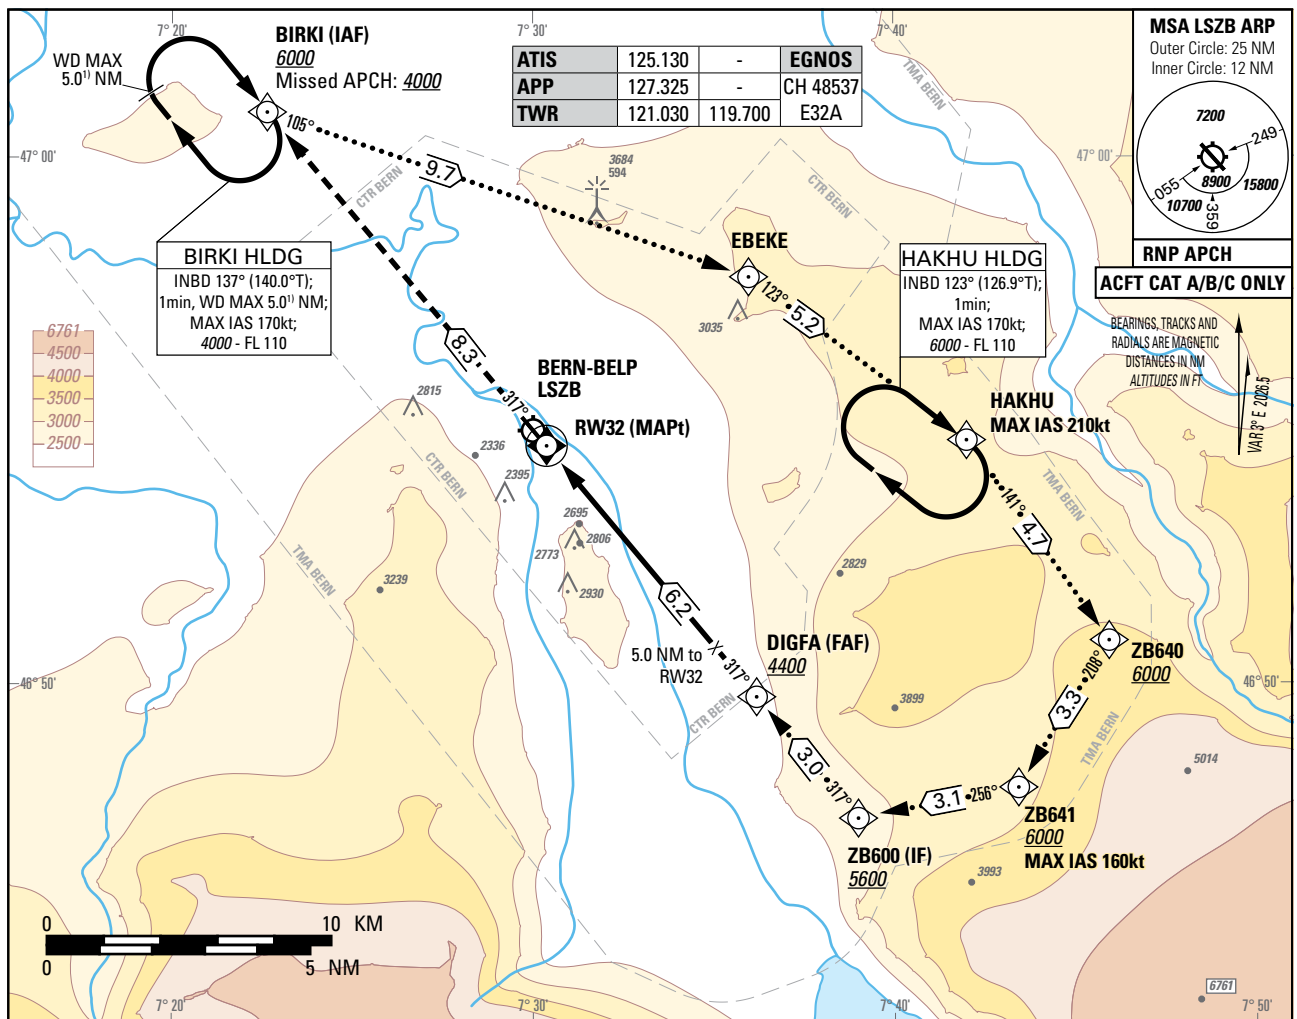 7° 20'
7° 30'
7° 40'
BIRKI (IAF)
6000
Missed APCH: 4000
WD MAX
5.0¹⁾ NM
ATIS 125.130 - EGNOS
APP 127.325 - CH 48537
TWR 121.030 119.700 E32A
MSA LSZB ARP
Outer Circle: 25 NM
Inner Circle: 12 NM
7200
249
055
8900
15800
10700
359
RNP APCH
ACFT CAT A/B/C ONLY
BEARINGS, TRACKS AND
RADIALS ARE MAGNETIC
DISTANCES IN NM
ALTITUDES IN FT
VAR 3° E 2026.5
TMA BERN
47° 00'
47° 00'
105°
9.7
CTR BERN
3684
594
CTR BERN
EBEKE
123°
5.2
3035
BIRKI HLDG
INBD 137° (140.0°T);
1min, WD MAX 5.0¹⁾ NM;
MAX IAS 170kt;
4000 - FL 110
HAKHU HLDG
INBD 123° (126.9°T);
1min;
MAX IAS 170kt;
6000 - FL 110
6761
4500
4000
3500
3000
2500
8.3
317°
BERN-BELP
LSZB
RW32 (MAPt)
HAKHU
MAX IAS 210kt
2815
2336
2395
CTR BERN
TMA BERN
141°
4.7
2695
2806
2773
2930
2829
TMA BERN
3239
6.2
5.0 NM to
RW32
317°
DIGFA (FAF)
4400
ZB640
6000
208°
3.3
46° 50'
46° 50'
CTR BERN
3899
TMA BERN
5014
3.0
317°
3.1
256°
ZB641
6000
MAX IAS 160kt
ZB600 (IF)
5600
3993
0 10 KM
0 5 NM
6761
7° 20'
7° 30'
7° 40'
7° 50'